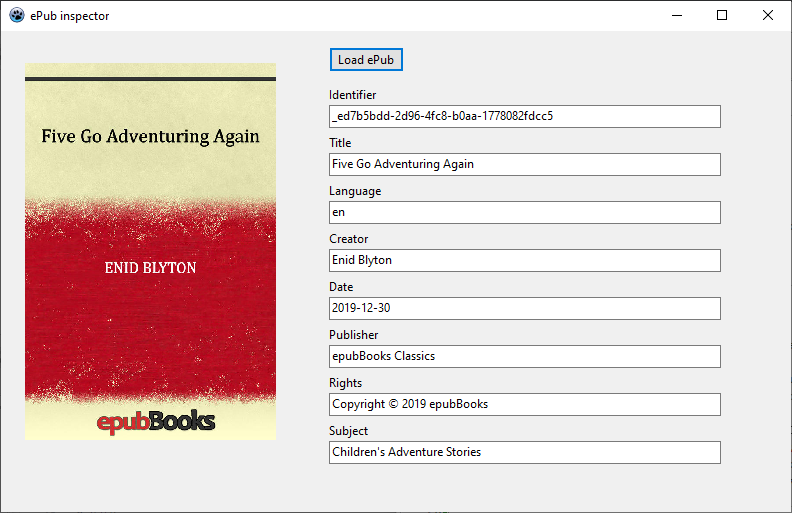 ePub inspector
Five Go Adventuring Again
ENID BLYTON
epubBooks
Load ePub
Identifier
_ed7b5bdd-2d96-4fc8-b0aa-1778082fdcc5
Title
Five Go Adventuring Again
Language
en
Creator
Enid Blyton
Date
2019-12-30
Publisher
epubBooks Classics
Rights
Copyright © 2019 epubBooks
Subject
Children's Adventure Stories